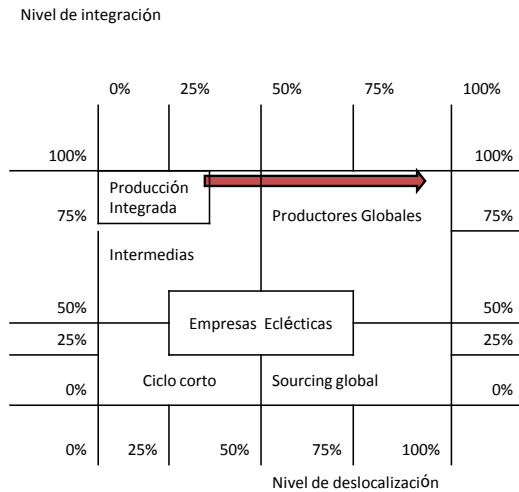 Nivel de integración
0% 25% 50% 75% 100%
100% 100%
Producción
Integrada
75% Productores Globales 75%
Intermedias
50% 50%
Empresas Eclécticas
25% 25%
Ciclo corto Sourcing global
0% 0%
0% 25% 50% 75% 100%
Nivel de deslocalización